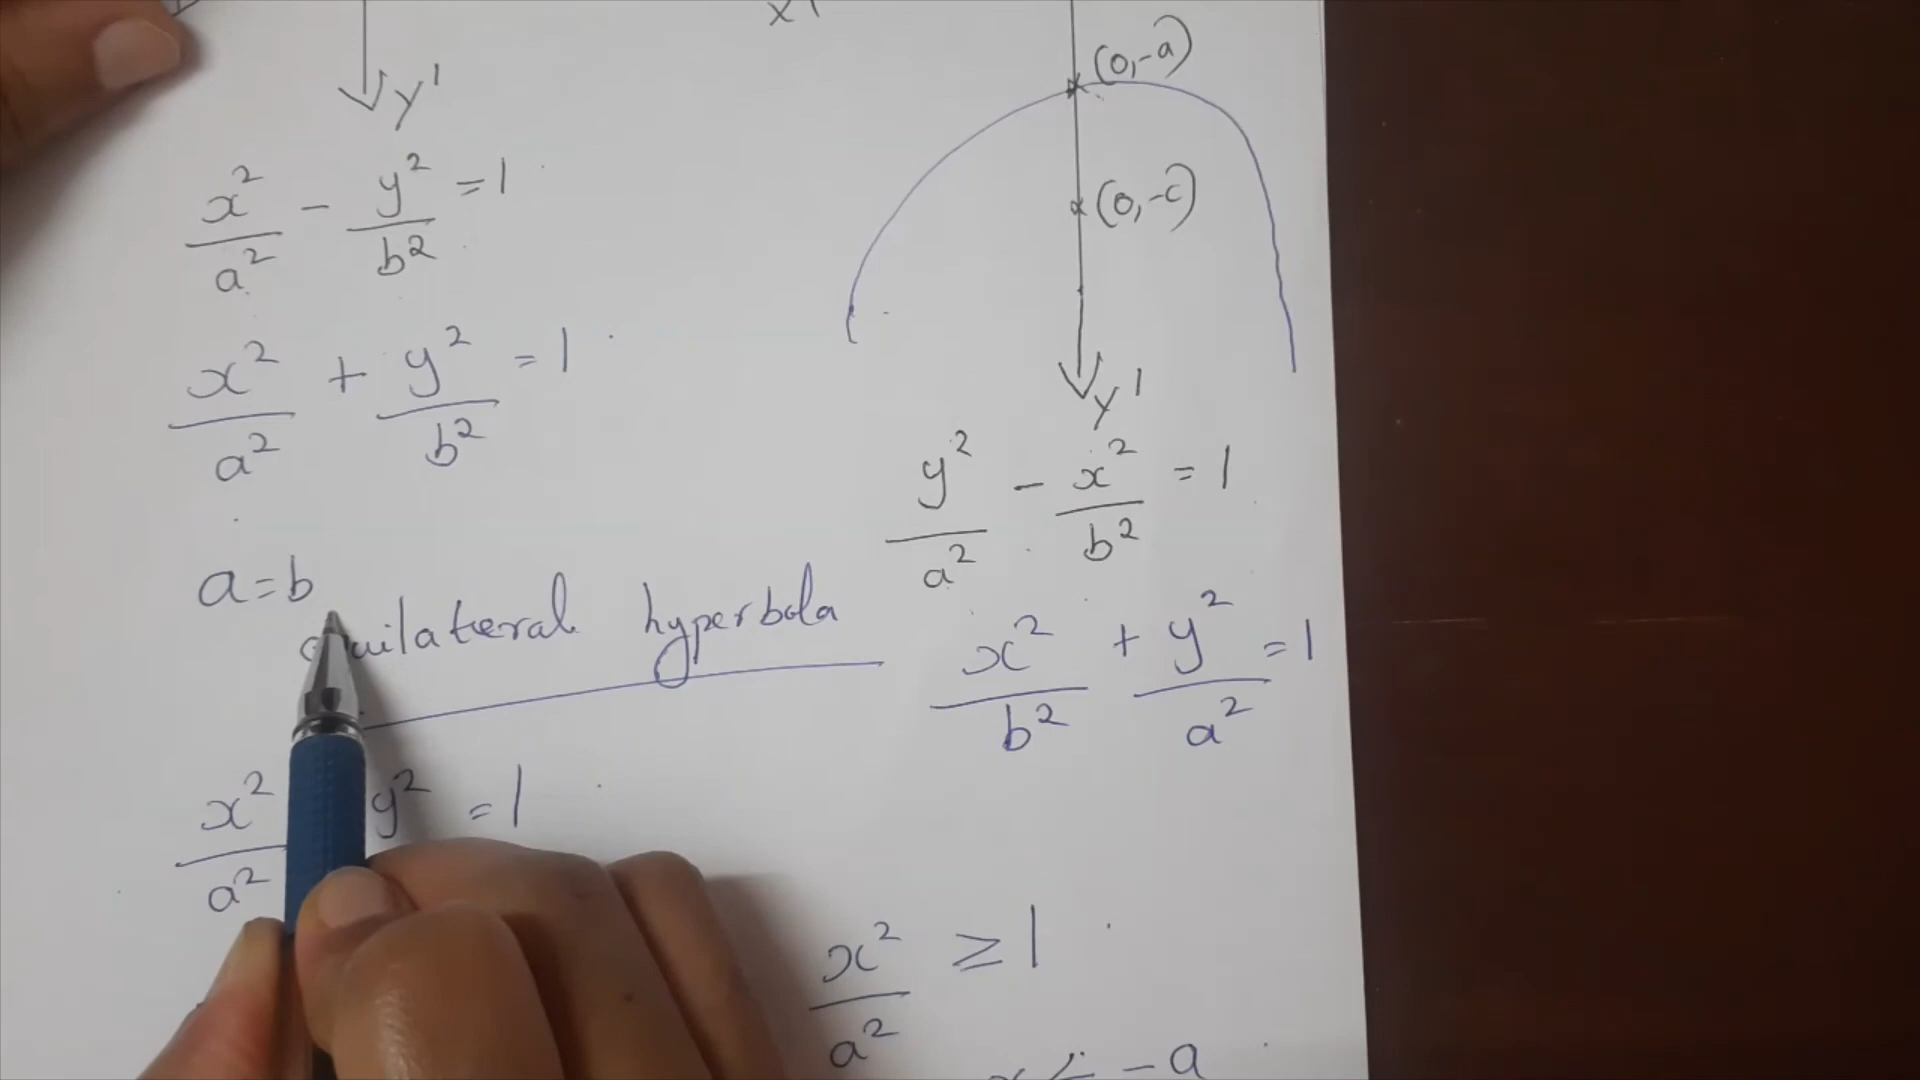 Y'
x²/a² - y²/b² = 1
x²/a² + y²/b² = 1
a=b
hyperbola
x²/a² y² = 1
(0,-a)
(0,-c)
Y'
y²/a² - x²/b² = 1
x²/b² + y²/a² = 1
x²/a² ≥ 1
-a